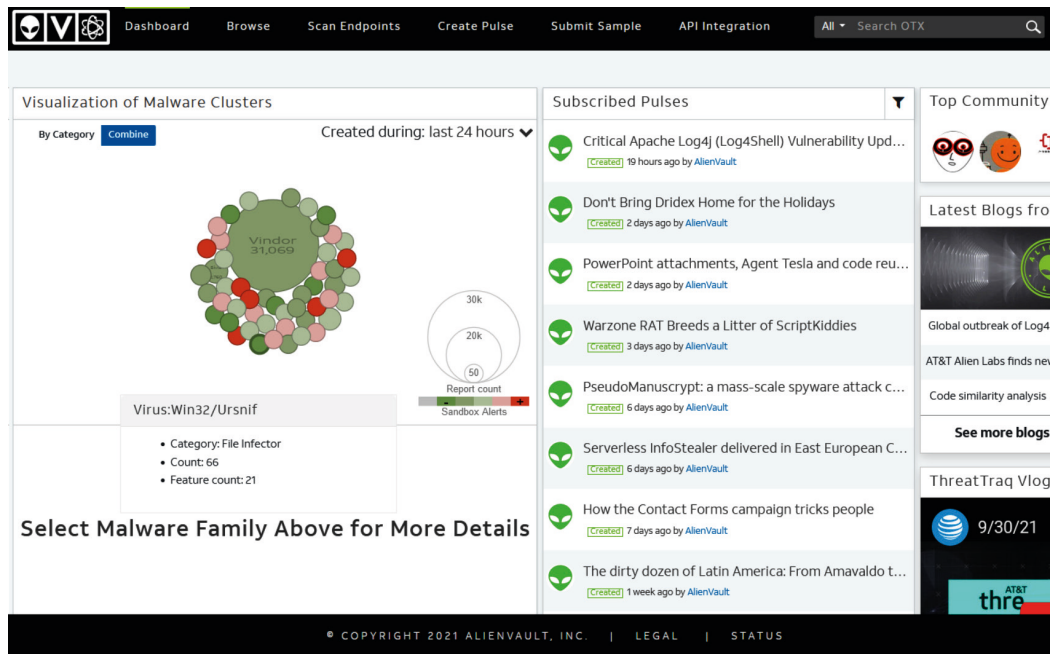 V
Dashboard Browse Scan Endpoints Create Pulse Submit Sample API Integration All Search OTX
Visualization of Malware Clusters
By Category Combine Created during: last 24 hours
Vindor
31,069
30k
20k
50
Report count
- +
Sandbox Alerts
Virus:Win32/Ursnif
• Category: File Infector
• Count: 66
• Feature count: 21
Select Malware Family Above for More Details
Subscribed Pulses
Critical Apache Log4j (Log4Shell) Vulnerability Upd...
Created 19 hours ago by AlienVault
Don't Bring Dridex Home for the Holidays
Created 2 days ago by AlienVault
PowerPoint attachments, Agent Tesla and code reu...
Created 2 days ago by AlienVault
Warzone RAT Breeds a Litter of ScriptKiddies
Created 3 days ago by AlienVault
PseudoManuscrypt: a mass-scale spyware attack c...
Created 6 days ago by AlienVault
Serverless InfoStealer delivered in East European C...
Created 6 days ago by AlienVault
How the Contact Forms campaign tricks people
Created 7 days ago by AlienVault
The dirty dozen of Latin America: From Amavaldo t...
Created 1 week ago by AlienVault
Top Community
Latest Blogs fro
Global outbreak of Log4
AT&T Alien Labs finds nev
Code similarity analysis
See more blogs
ThreatTraq Vlog
9/30/21
AT&T
thre
© COPYRIGHT 2021 ALIENVAULT, INC. | LEGAL | STATUS